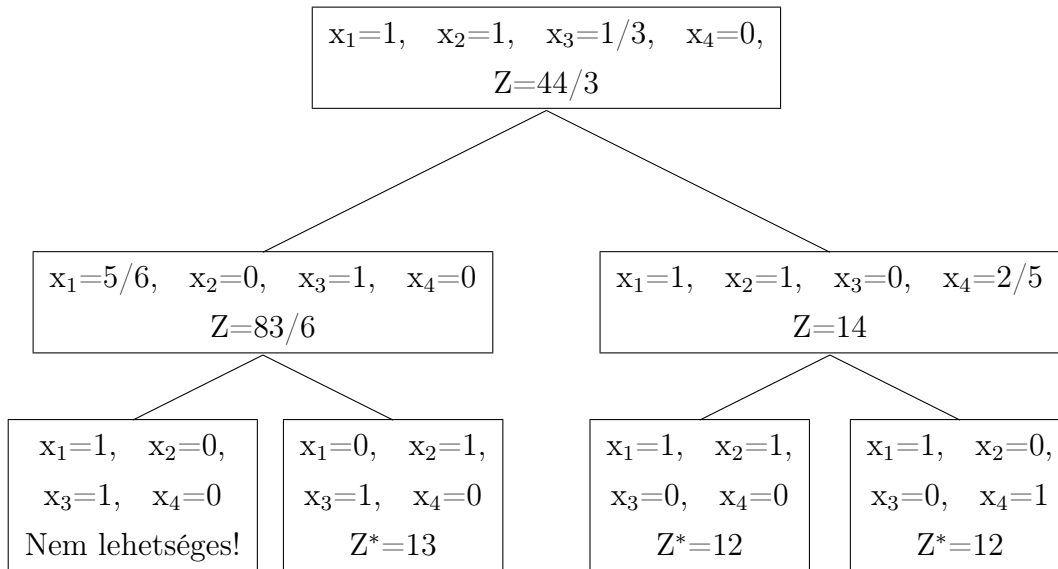 x₁=1, x₂=1, x₃=1/3, x₄=0,
Z=44/3
x₁=5/6, x₂=0, x₃=1, x₄=0
Z=83/6
x₁=1, x₂=1, x₃=0, x₄=2/5
Z=14
x₁=1, x₂=0,
x₃=1, x₄=0
Nem lehetséges!
x₁=0, x₂=1,
x₃=1, x₄=0
Z*=13
x₁=1, x₂=1,
x₃=0, x₄=0
Z*=12
x₁=1, x₂=0,
x₃=0, x₄=1
Z*=12